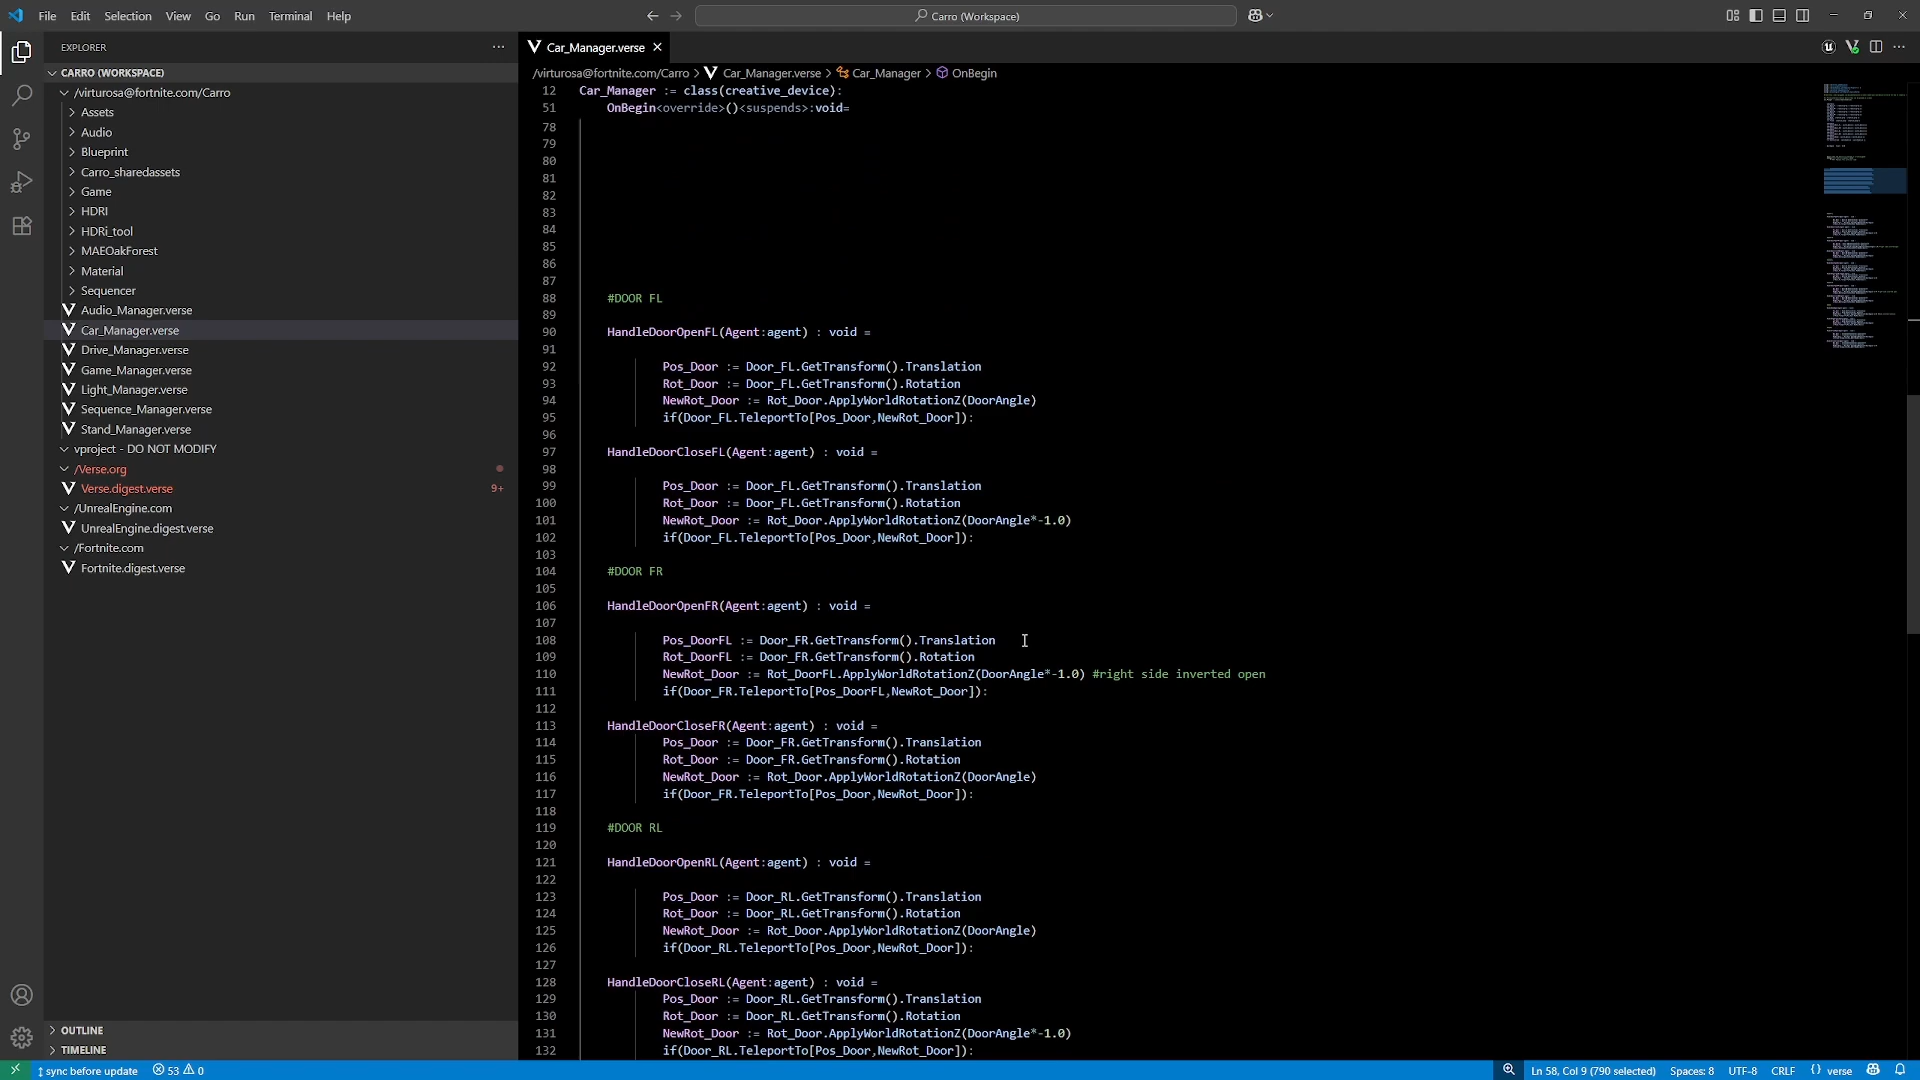 File Edit Selection View Go Run Terminal Help
Carro (Workspace)
EXPLORER
CARRO (WORKSPACE)
/virturosa@fortnite.com/Carro
Assets
Audio
Blueprint
Carro_sharedassets
Game
HDRI
HDRi_tool
MAEOakForest
Material
Sequencer
Audio_Manager.verse
Car_Manager.verse
Drive_Manager.verse
Game_Manager.verse
Light_Manager.verse
Sequence_Manager.verse
Stand_Manager.verse
vproject - DO NOT MODIFY
/Verse.org
Verse.digest.verse 9+
/UnrealEngine.com
UnrealEngine.digest.verse
/Fortnite.com
Fortnite.digest.verse
OUTLINE
TIMELINE
Car_Manager.verse
/virturosa@fortnite.com/Carro > Car_Manager.verse > Car_Manager > OnBegin
12 Car_Manager := class(creative_device):
51 OnBegin<override>()<suspends>:void=
78
79
80
81
82
83
84
85
86
87
88 #DOOR FL
89
90 HandleDoorOpenFL(Agent:agent) : void =
91
92 Pos_Door := Door_FL.GetTransform().Translation
93 Rot_Door := Door_FL.GetTransform().Rotation
94 NewRot_Door := Rot_Door.ApplyWorldRotationZ(DoorAngle)
95 if(Door_FL.TeleportTo[Pos_Door,NewRot_Door]):
96
97 HandleDoorCloseFL(Agent:agent) : void =
98
99 Pos_Door := Door_FL.GetTransform().Translation
100 Rot_Door := Door_FL.GetTransform().Rotation
101 NewRot_Door := Rot_Door.ApplyWorldRotationZ(DoorAngle*-1.0)
102 if(Door_FL.TeleportTo[Pos_Door,NewRot_Door]):
103
104 #DOOR FR
105
106 HandleDoorOpenFR(Agent:agent) : void =
107
108 Pos_DoorFL := Door_FR.GetTransform().Translation
109 Rot_DoorFL := Door_FR.GetTransform().Rotation
110 NewRot_Door := Rot_DoorFL.ApplyWorldRotationZ(DoorAngle*-1.0) #right side inverted open
111 if(Door_FR.TeleportTo[Pos_DoorFL,NewRot_Door]):
112
113 HandleDoorCloseFR(Agent:agent) : void =
114 Pos_Door := Door_FR.GetTransform().Translation
115 Rot_Door := Door_FR.GetTransform().Rotation
116 NewRot_Door := Rot_Door.ApplyWorldRotationZ(DoorAngle)
117 if(Door_FR.TeleportTo[Pos_Door,NewRot_Door]):
118
119 #DOOR RL
120
121 HandleDoorOpenRL(Agent:agent) : void =
122
123 Pos_Door := Door_RL.GetTransform().Translation
124 Rot_Door := Door_RL.GetTransform().Rotation
125 NewRot_Door := Rot_Door.ApplyWorldRotationZ(DoorAngle)
126 if(Door_RL.TeleportTo[Pos_Door,NewRot_Door]):
127
128 HandleDoorCloseRL(Agent:agent) : void =
129 Pos_Door := Door_RL.GetTransform().Translation
130 Rot_Door := Door_RL.GetTransform().Rotation
131 NewRot_Door := Rot_Door.ApplyWorldRotationZ(DoorAngle*-1.0)
132 if(Door_RL.TeleportTo[Pos_Door,NewRot_Door]):
sync before update 53 0 Ln 58, Col 9 (790 selected) Spaces: 8 UTF-8 CRLF {} verse